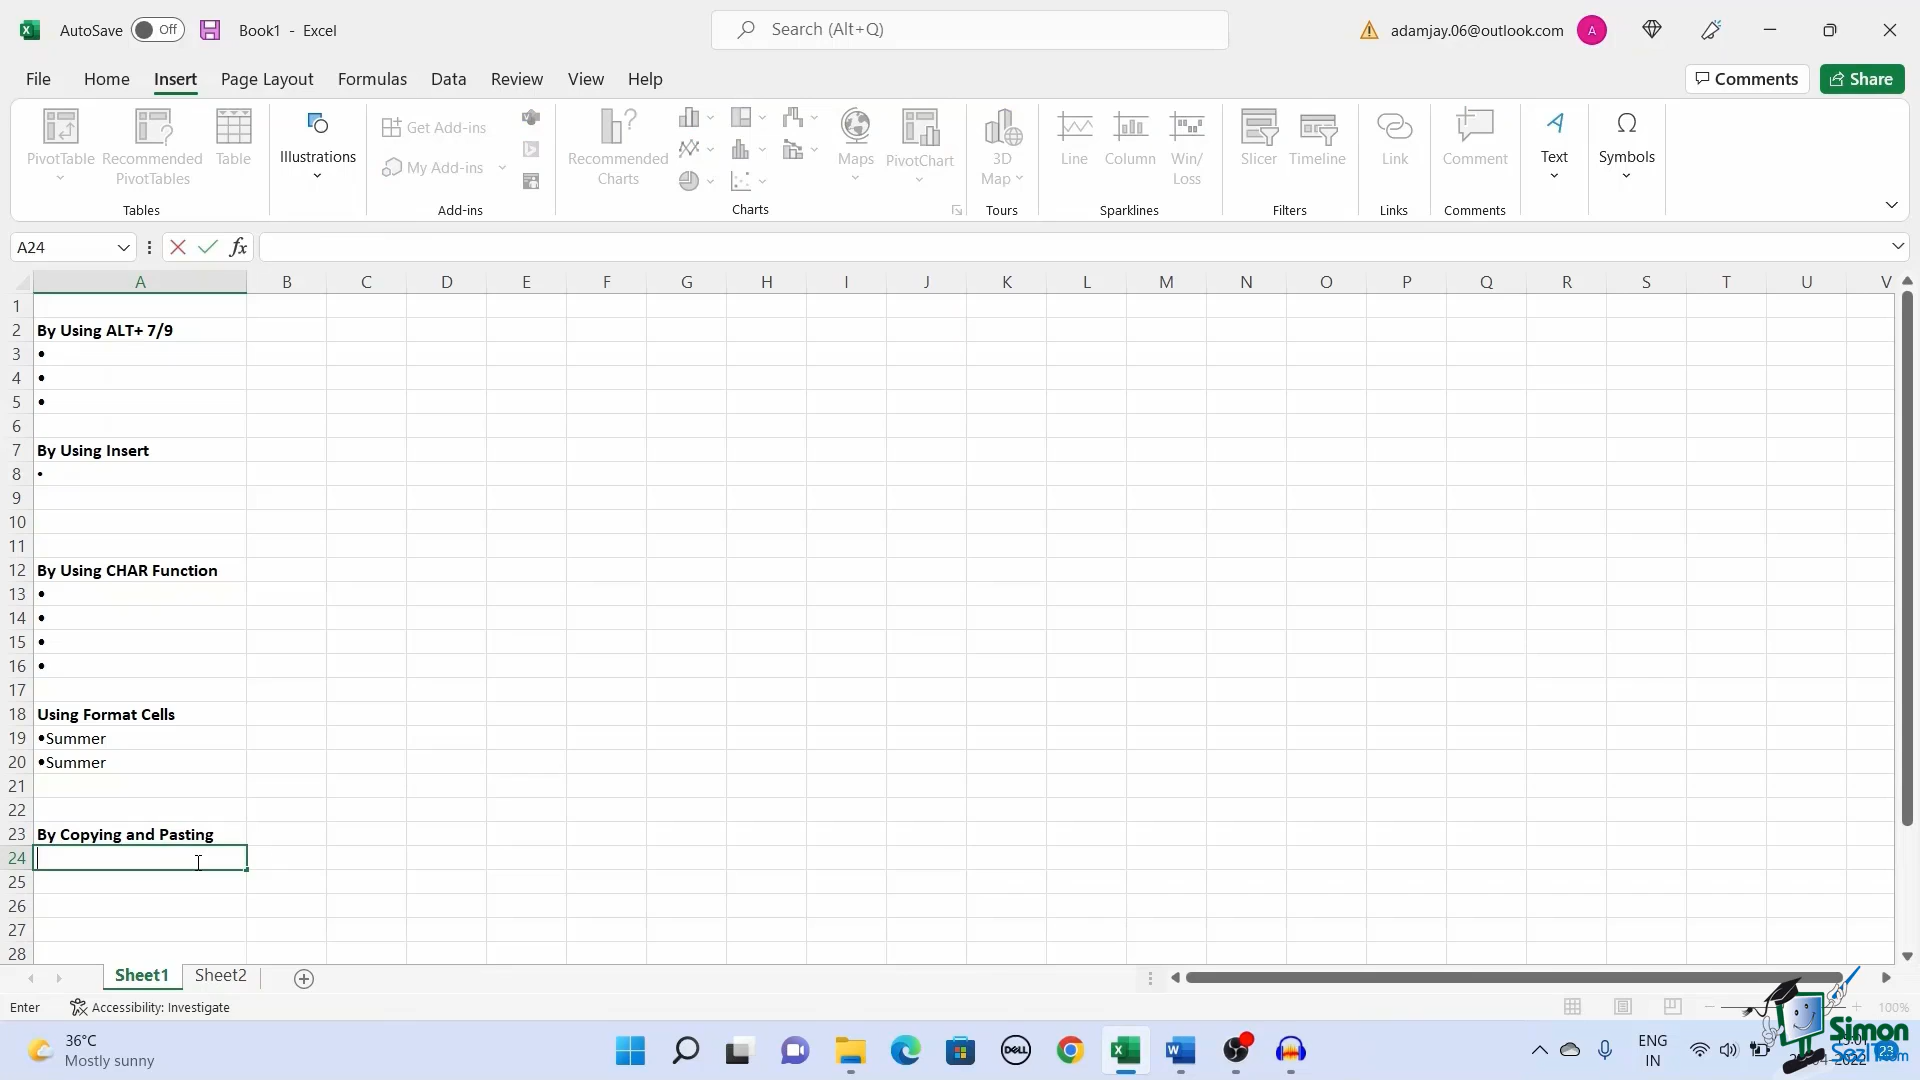 AutoSave Off Book1 - Excel Search (Alt+Q) adamjay.06@outlook.com A
File Home Insert Page Layout Formulas Data Review View Help Comments Share
PivotTable
Recommended
PivotTables
Table
Tables
Illustrations
Get Add-ins
My Add-ins
Add-ins
Recommended
Charts
Maps
PivotChart
Charts
3D
Map
Tours
Line
Column
Win/
Loss
Sparklines
Slicer
Timeline
Filters
Link
Links
Comment
Comments
Text
Symbols
A24 fx
A B C D E F G H I J K L M N O P Q R S T U V
1
2 By Using ALT+ 7/9
3 •
4 •
5 •
6
7 By Using Insert
8 •
9
10
11
12 By Using CHAR Function
13 •
14 •
15 •
16 •
17
18 Using Format Cells
19 •Summer
20 •Summer
21
22
23 By Copying and Pasting
24
25
26
27
28
Sheet1 Sheet2
Enter Accessibility: Investigate 100%
36°C
Mostly sunny
DELL
ENG
IN
Simon
SezIT.com
23